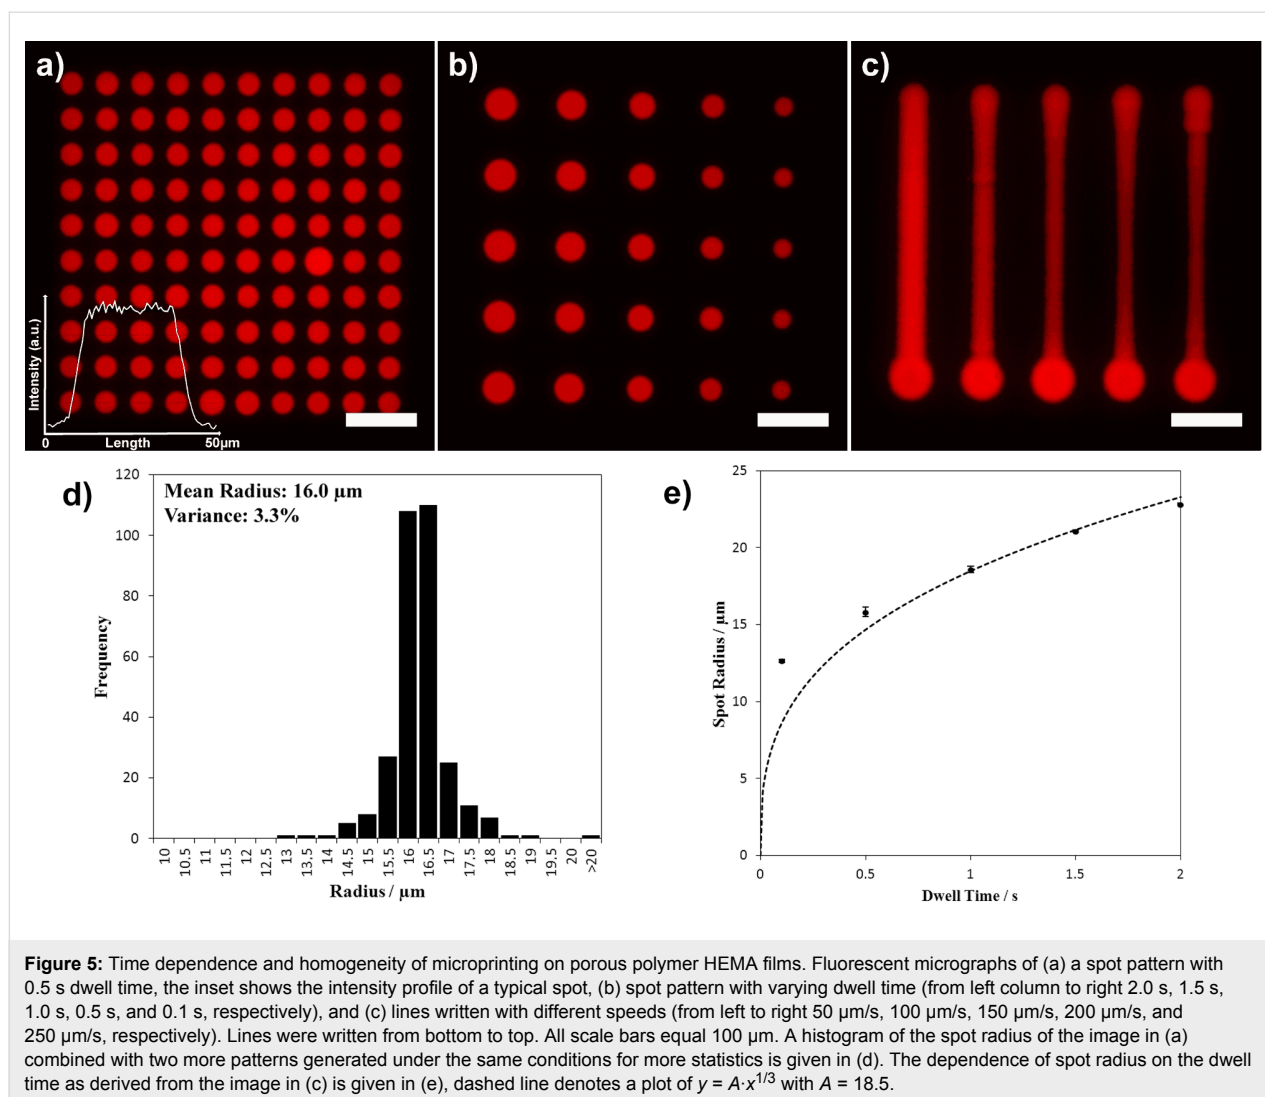 a)
b)
c)
Intensity (a.u.)
0 Length 50µm
d)
Mean Radius: 16.0 µm
Variance: 3.3%
Frequency
120
100
80
60
40
20
0
10 10.5 11 11.5 12 12.5 13 13.5 14 14.5 15 15.5 16 16.5 17 17.5 18 18.5 19 19.5 20 >20
Radius / µm
e)
Spot Radius / µm
25
20
15
10
5
0
0 0.5 1 1.5 2
Dwell Time / s
Figure 5: Time dependence and homogeneity of microprinting on porous polymer HEMA films. Fluorescent micrographs of (a) a spot pattern with
0.5 s dwell time, the inset shows the intensity profile of a typical spot, (b) spot pattern with varying dwell time (from left column to right 2.0 s, 1.5 s,
1.0 s, 0.5 s, and 0.1 s, respectively), and (c) lines written with different speeds (from left to right 50 µm/s, 100 µm/s, 150 µm/s, 200 µm/s, and
250 µm/s, respectively). Lines were written from bottom to top. All scale bars equal 100 µm. A histogram of the spot radius of the image in (a)
combined with two more patterns generated under the same conditions for more statistics is given in (d). The dependence of spot radius on the dwell
time as derived from the image in (c) is given in (e), dashed line denotes a plot of y = A·x^1/3 with A = 18.5.